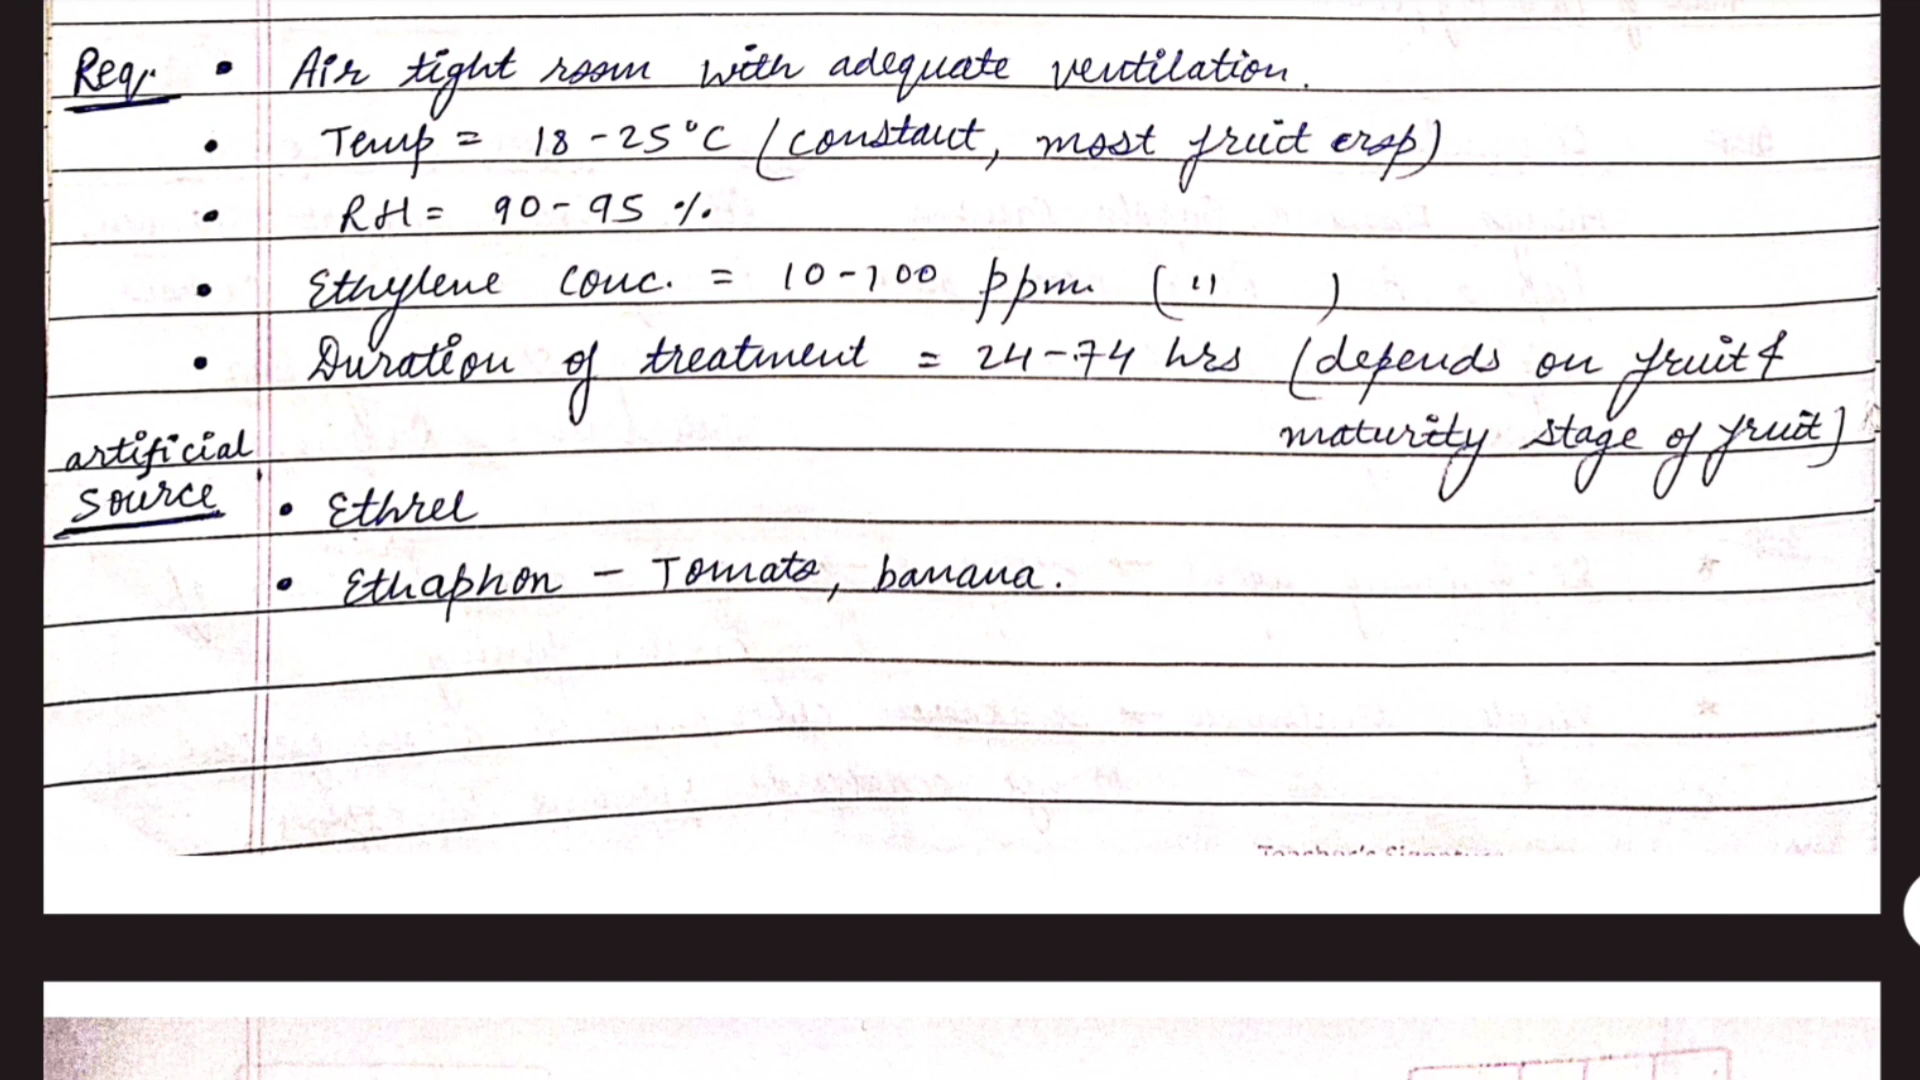 Req. • Air tight room with adequate ventilation.
• Temp = 18-25°C (constant, most fruit crop)
• RH = 90-95 %.
• Ethylene conc. = 10-100 ppm. ( " )
• Duration of treatment = 24-74 hrs (depends on fruit &
maturity stage of fruit)
artificial
source • Ethrel
• Ethaphon - Tomato, banana.
Teacher's Signature